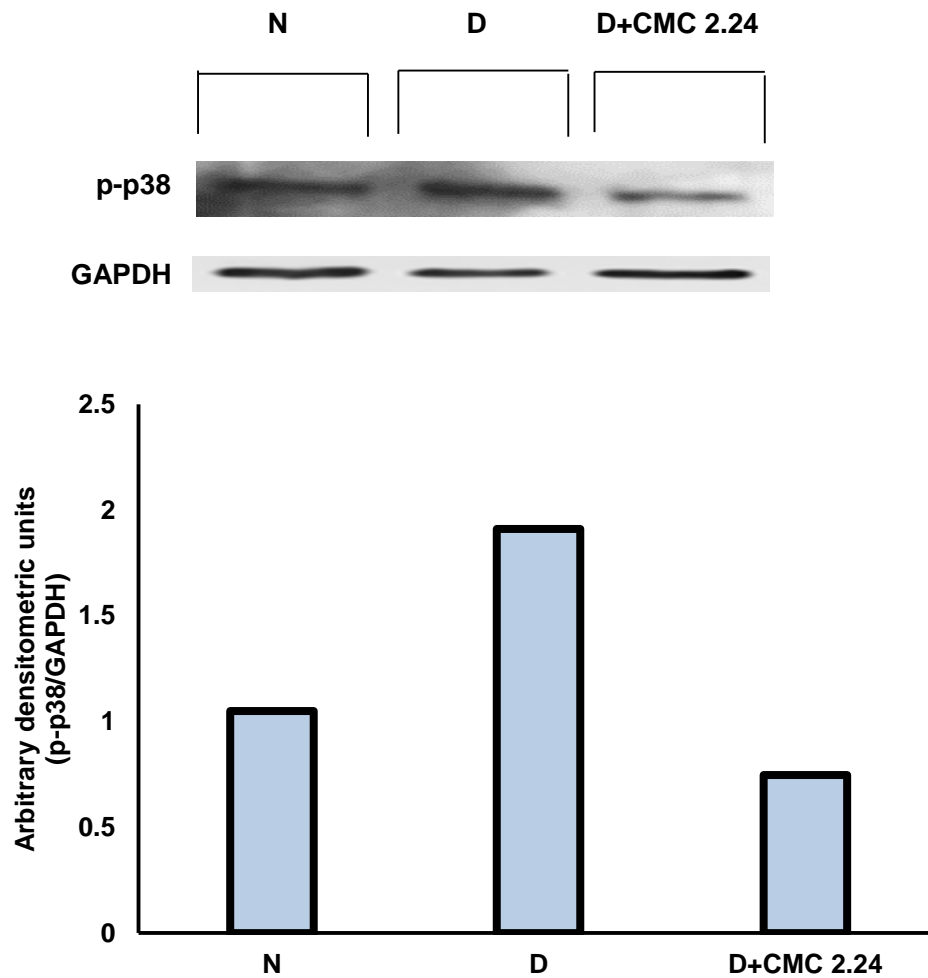 N D D+CMC 2.24
p-p38
GAPDH
2.5
2
1.5
1
0.5
0
Arbitrary densitometric units
(p-p38/GAPDH)
N D D+CMC 2.24